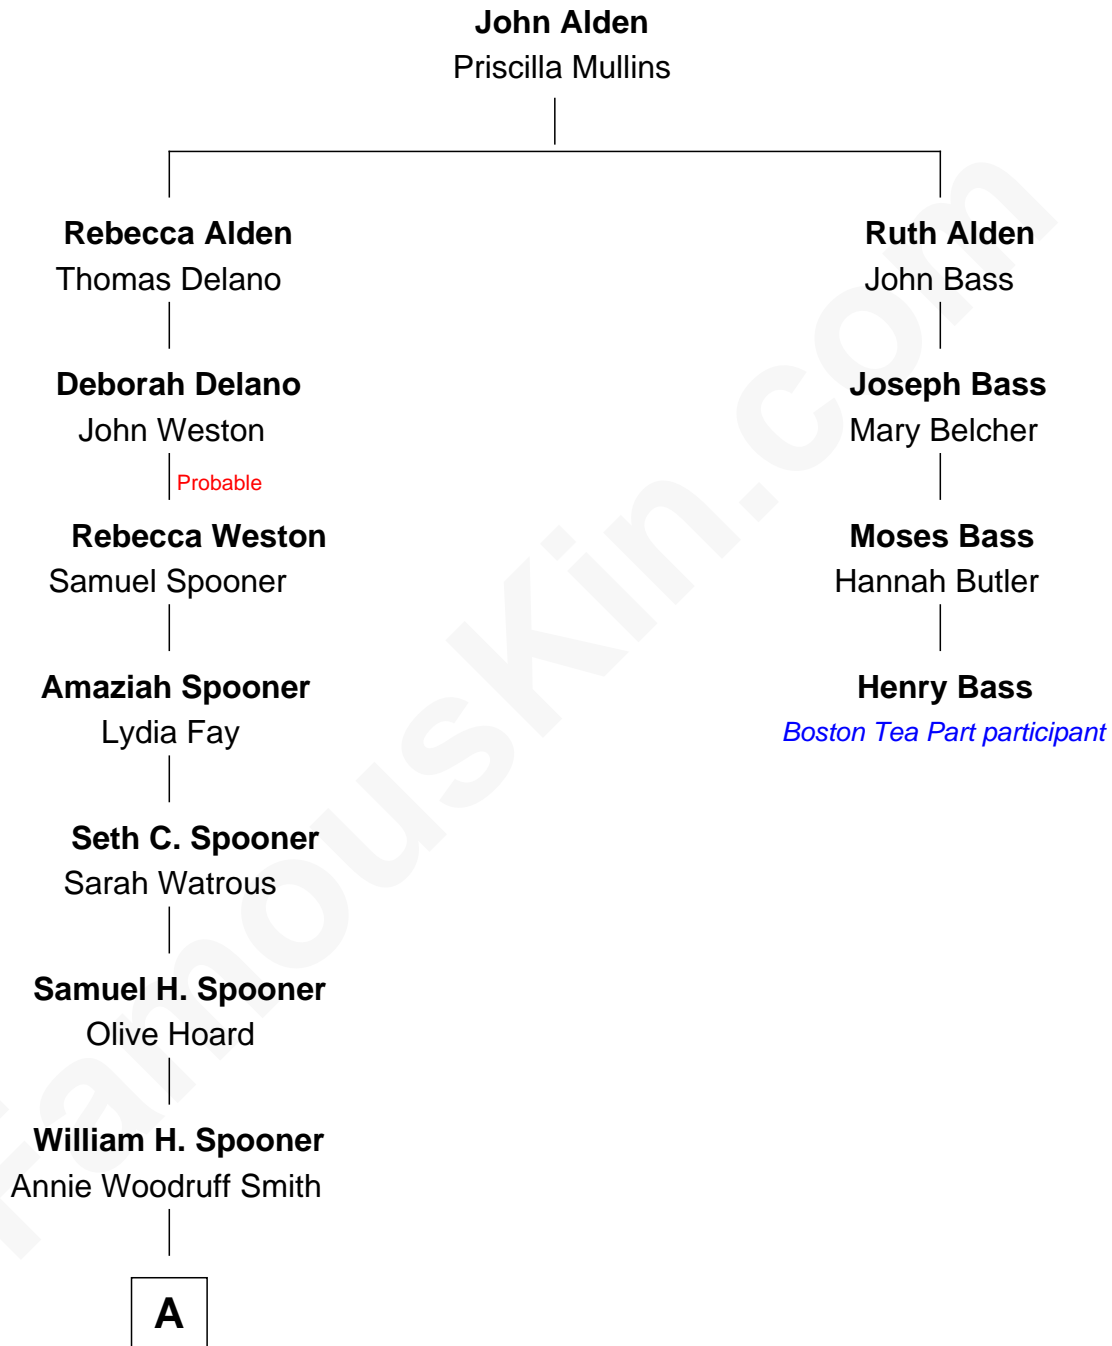 John Alden
Priscilla Mullins
Rebecca Alden
Thomas Delano
Ruth Alden
John Bass
Deborah Delano
John Weston
Joseph Bass
Mary Belcher
Probable
Rebecca Weston
Samuel Spooner
Moses Bass
Hannah Butler
Amaziah Spooner
Lydia Fay
Henry Bass
Boston Tea Part participant
Seth C. Spooner
Sarah Watrous
Samuel H. Spooner
Olive Hoard
William H. Spooner
Annie Woodruff Smith
A
FamousKin.com